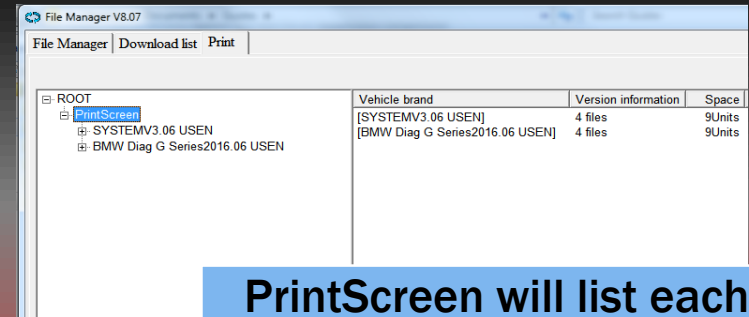 File Manager V8.07
File Manager Download list Print
ROOT
PrintScreen
SYSTEMV3.06 USEN
BMW Diag G Series2016.06 USEN
Vehicle brand Version information Space
[SYSTEMV3.06 USEN] 4 files 9Units
[BMW Diag G Series2016.06 USEN] 4 files 9Units
PrintScreen will list each